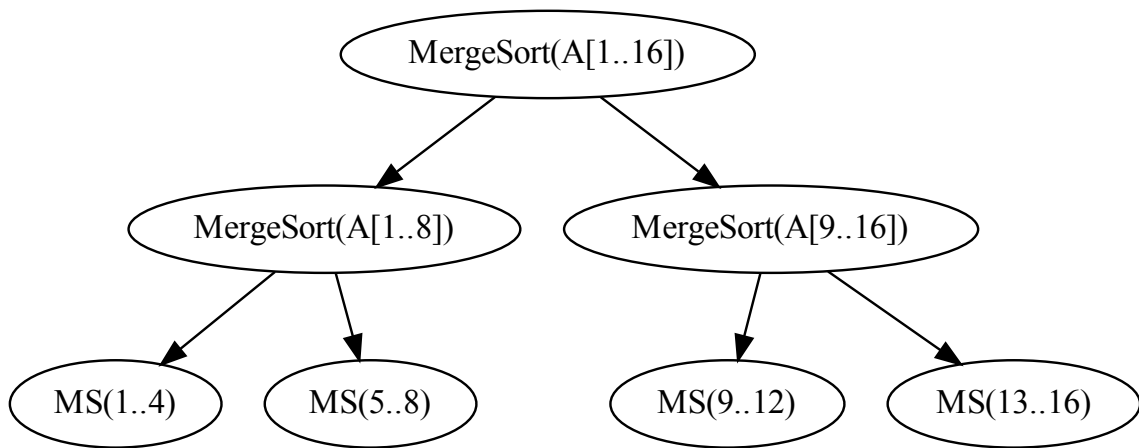 MergeSort(A[1..16])
MergeSort(A[1..8])
MergeSort(A[9..16])
MS(1..4)
MS(5..8)
MS(9..12)
MS(13..16)